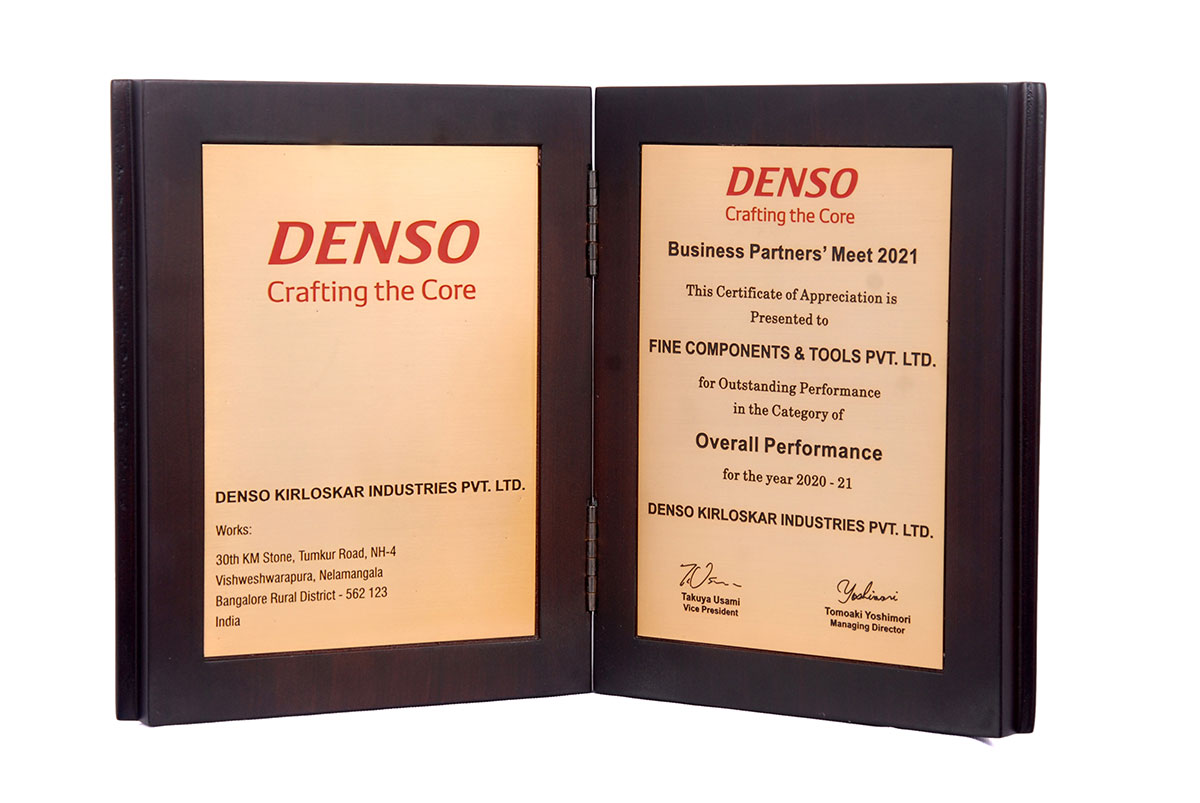 DENSO
Crafting the Core
DENSO KIRLOSKAR INDUSTRIES PVT. LTD.
Works:
30th KM Stone, Tumkur Road, NH-4
Vishweshwarapura, Nelamangala
Bangalore Rural District - 562 123
India
DENSO
Crafting the Core
Business Partners' Meet 2021
This Certificate of Appreciation is
Presented to
FINE COMPONENTS & TOOLS PVT. LTD.
for Outstanding Performance
in the Category of
Overall Performance
for the year 2020 - 21
DENSO KIRLOSKAR INDUSTRIES PVT. LTD.
Takuya Usami
Vice President
Yoshinori
Tomoaki Yoshimori
Managing Director